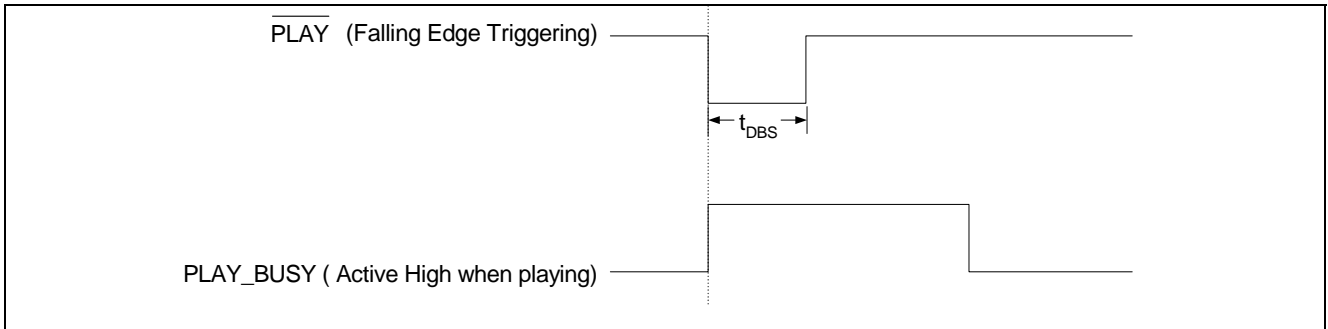 PLAY (Falling Edge Triggering)
tDBS
PLAY_BUSY ( Active High when playing)